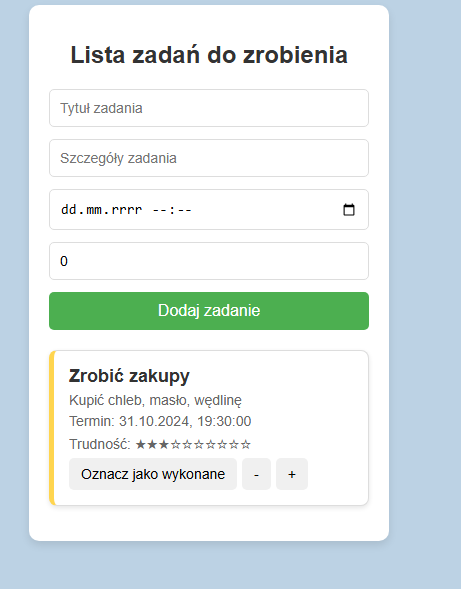 Lista zadań do zrobienia
Tytuł zadania
Szczegóły zadania
dd.mm.rrrr --:--
0
Dodaj zadanie
Zrobić zakupy
Kupić chleb, masło, wędlinę
Termin: 31.10.2024, 19:30:00
Trudność: ★★★☆☆☆☆☆☆☆
Oznacz jako wykonane - +